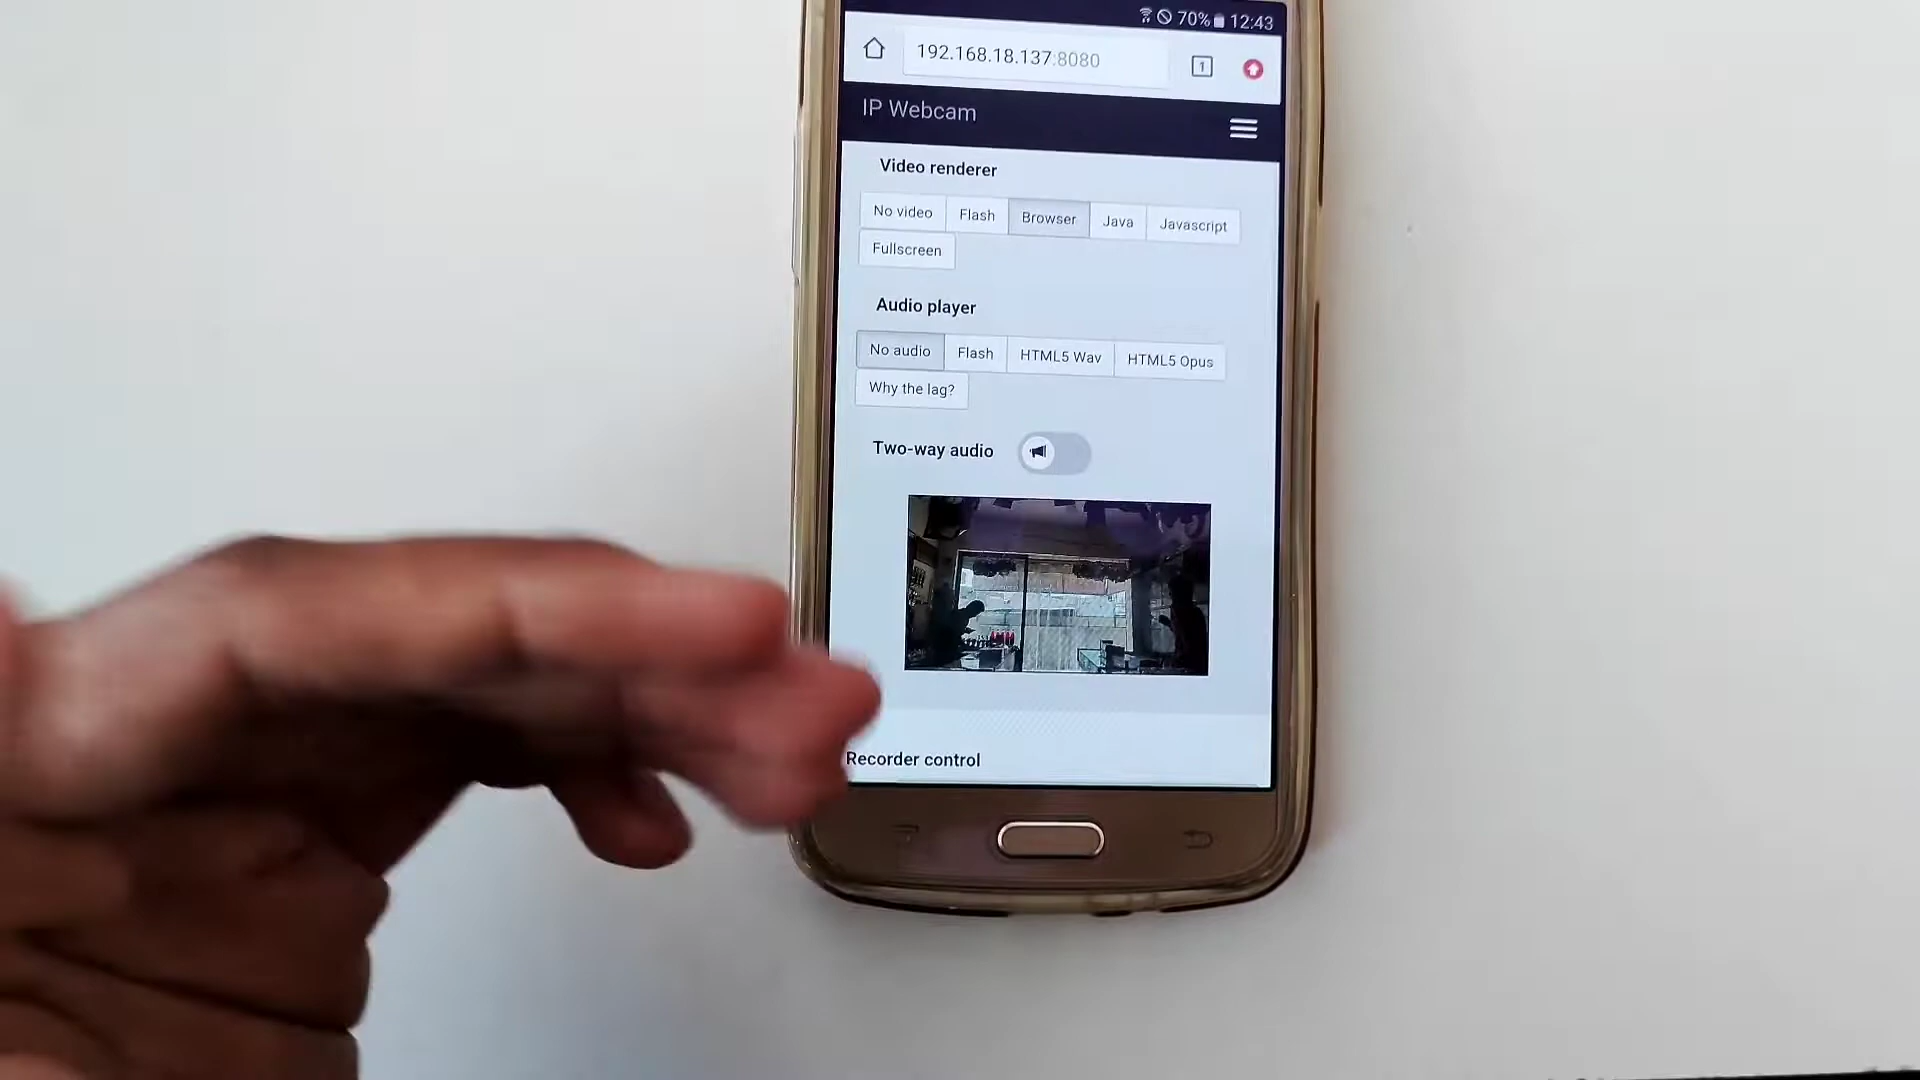 70% 12:43
192.168.18.137:8080 1
IP Webcam
Video renderer
No video Flash Browser Java Javascript
Fullscreen
Audio player
No audio Flash HTML5 Wav HTML5 Opus
Why the lag?
Two-way audio
Recorder control